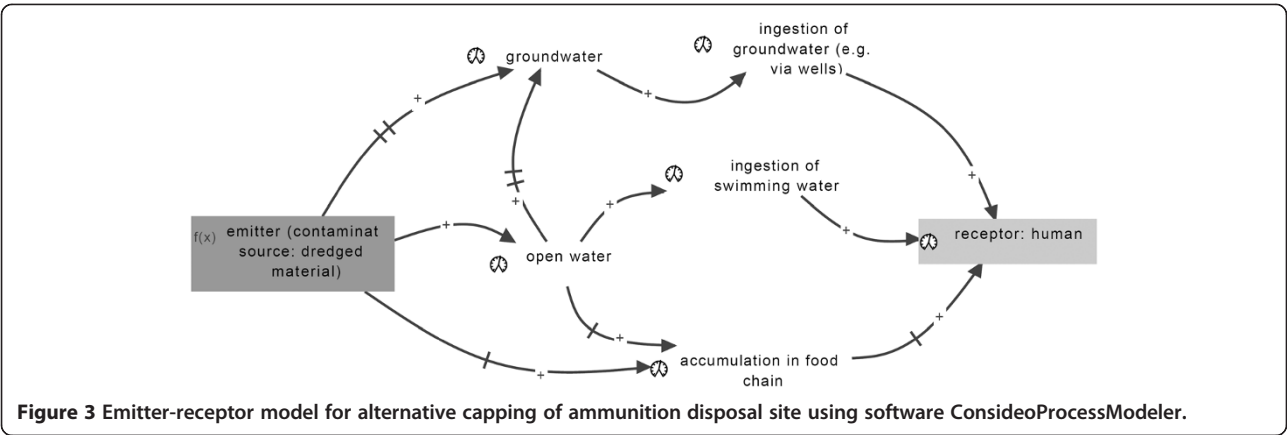 ingestion of
groundwater (e.g.
via wells)
groundwater
+
+
ingestion of
swimming water
+
+
+
f(x) emitter (contaminat
source: dredged
material)
+
+
receptor: human
open water
+
+
+
accumulation in food
chain
Figure 3 Emitter-receptor model for alternative capping of ammunition disposal site using software ConsideoProcessModeler.